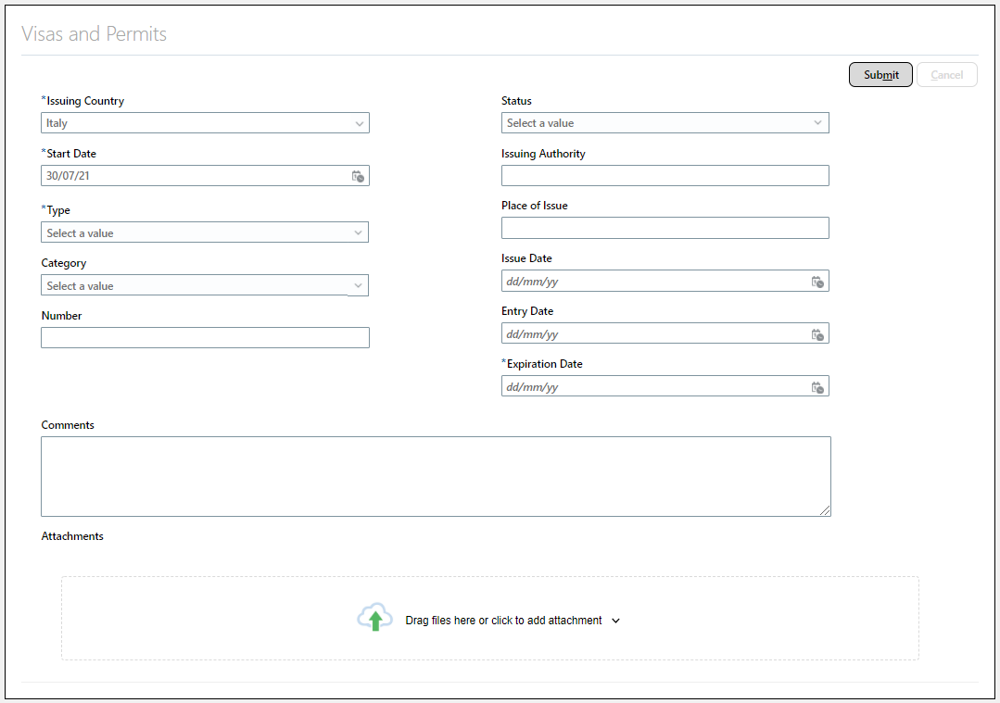 Visas and Permits
Submit Cancel
*Issuing Country
Italy
*Start Date
30/07/21
*Type
Select a value
Category
Select a value
Number
Status
Select a value
Issuing Authority
Place of Issue
Issue Date
dd/mm/yy
Entry Date
dd/mm/yy
*Expiration Date
dd/mm/yy
Comments
Attachments
Drag files here or click to add attachment